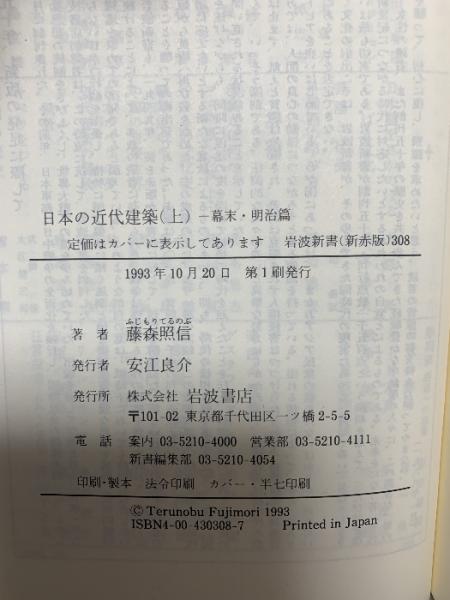 日本の近代建築(上)－幕末・明治篇
定価はカバーに表示してあります 岩波新書(新赤版)308
1993年10月20日 第1刷発行
ふじもりてるのぶ
著者 藤森照信
発行者 安江良介
発行所 株式会社 岩波書店
〒101-02 東京都千代田区一ツ橋2-5-5
電話 案内 03-5210-4000 営業部 03-5210-4111
新書編集部 03-5210-4054
印刷・製本 法令印刷 カバー・半七印刷
© Terunobu Fujimori 1993
ISBN4-00-430308-7 Printed in Japan